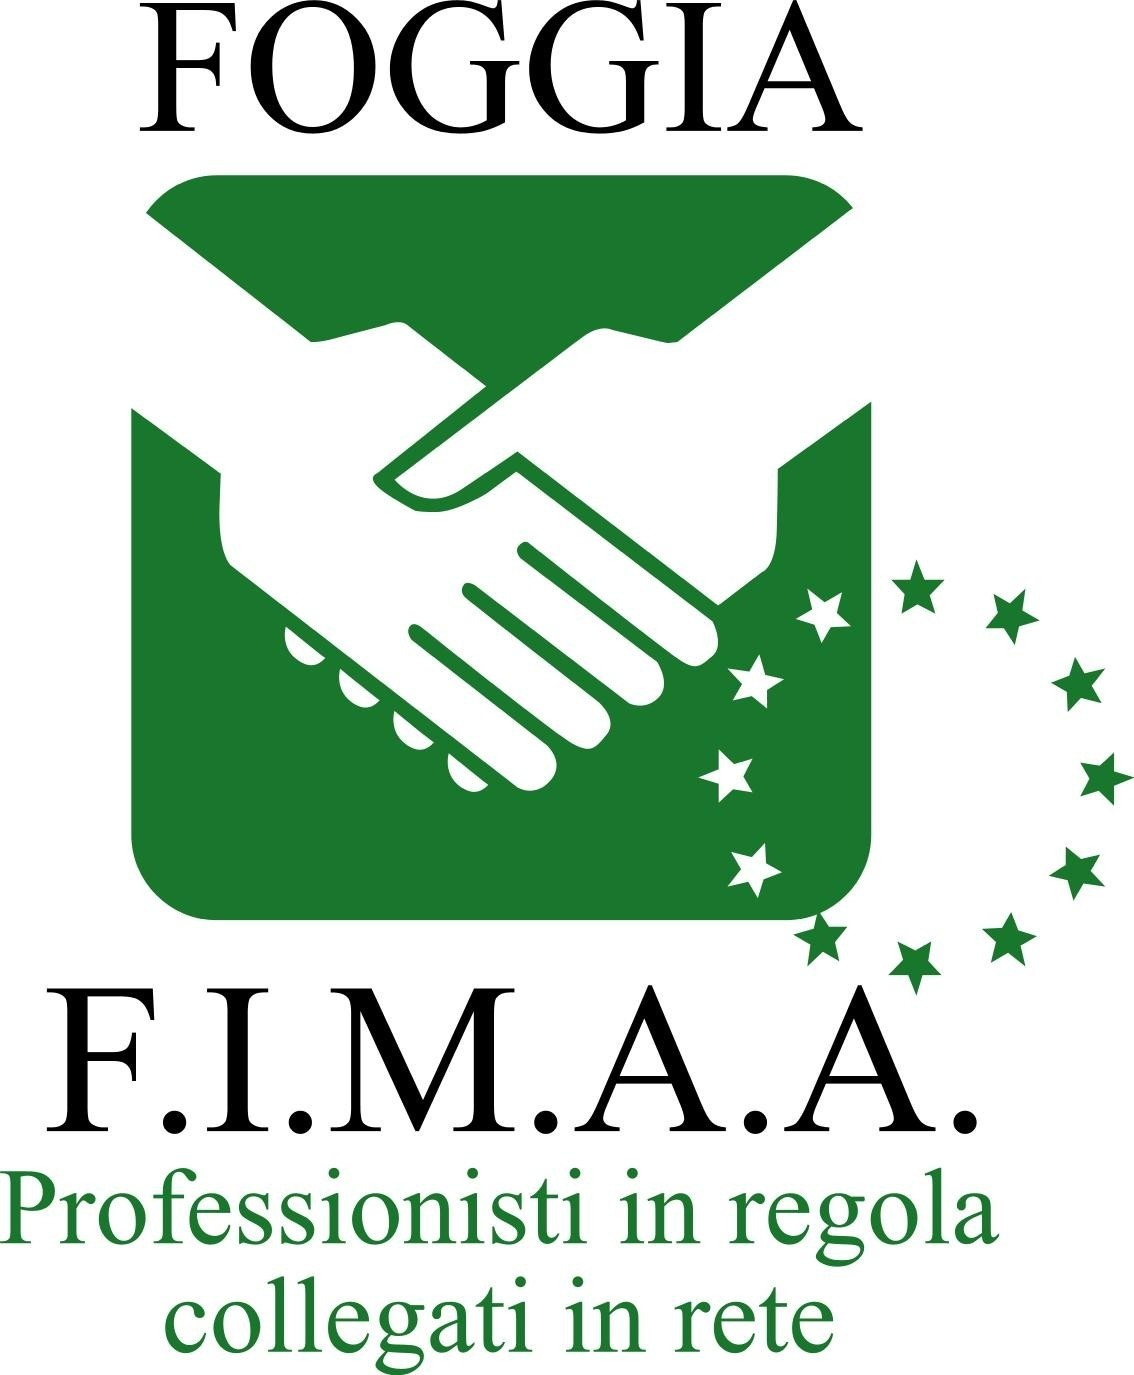 FOGGIA
F.I.M.A.A.
Professionisti in regola
collegati in rete